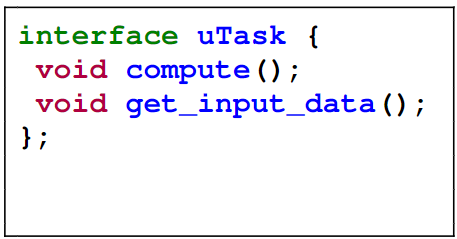 interface uTask {
 void compute();
 void get_input_data();
};